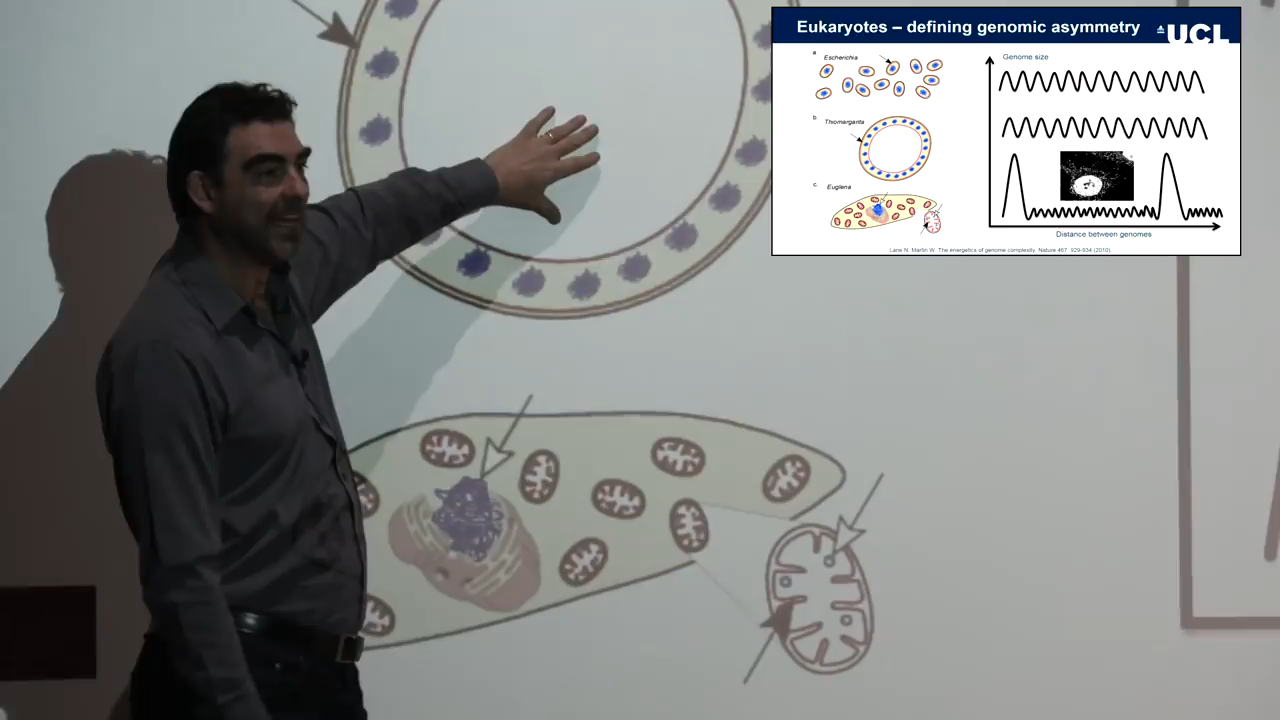 Eukaryotes – defining genomic asymmetry
UCL
a
Escherichia
b
Thiomargarita
c
Euglena
Genome size
Distance between genomes
Lane N. Martin W. The energetics of genome complexity. Nature 467 929-934 (2010).